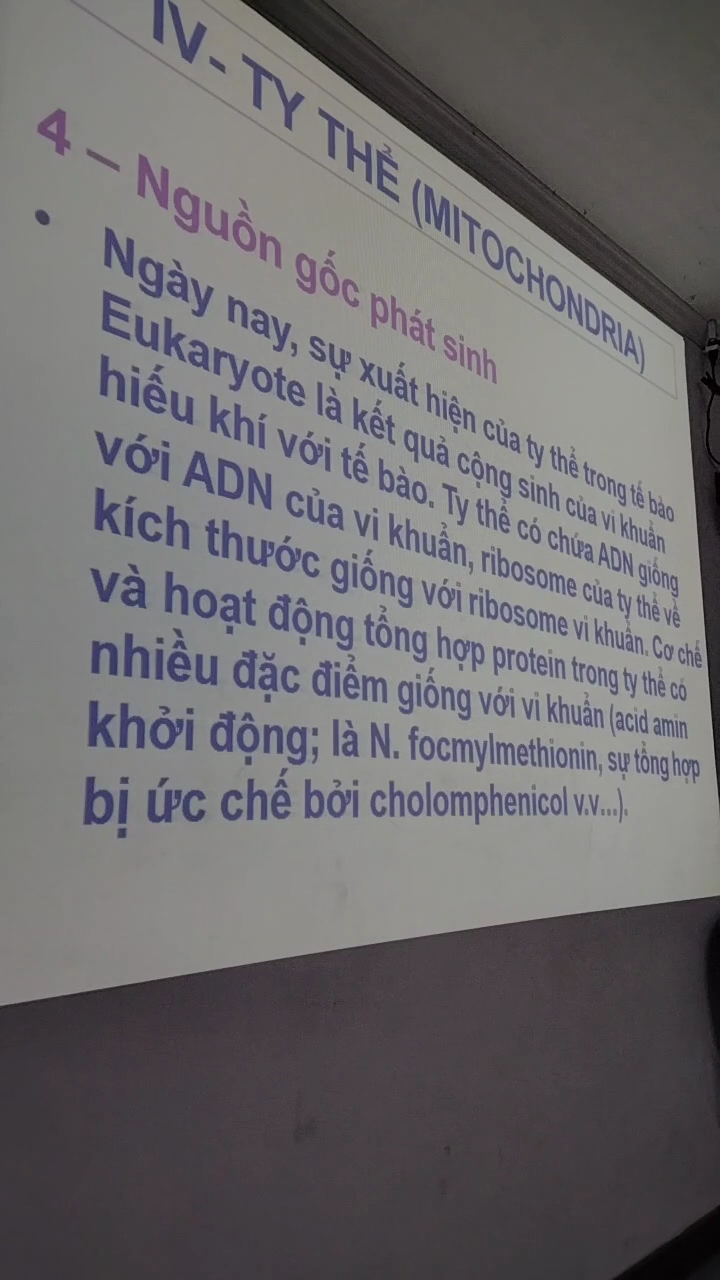 IV- TY THỂ (MITOCHONDRIA)
4 – Nguồn gốc phát sinh
• Ngày nay, sự xuất hiện của ty thể trong tế bào
Eukaryote là kết quả cộng sinh của vi khuẩn
hiếu khí với tế bào. Ty thể có chứa ADN giống
với ADN của vi khuẩn, ribosome của ty thể về
kích thước giống với ribosome vi khuẩn. Cơ chế
và hoạt động tổng hợp protein trong ty thể có
nhiều đặc điểm giống với vi khuẩn (acid amin
khởi động; là N. focmylmethionin, sự tổng hợp
bị ức chế bởi cholomphenicol v.v...).